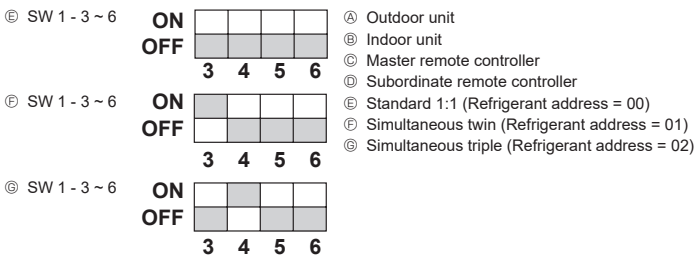 Ⓔ SW 1 - 3 ~ 6
ON
OFF
3 4 5 6
Ⓕ SW 1 - 3 ~ 6
ON
OFF
3 4 5 6
Ⓖ SW 1 - 3 ~ 6
ON
OFF
3 4 5 6
Ⓐ Outdoor unit
Ⓑ Indoor unit
Ⓒ Master remote controller
Ⓓ Subordinate remote controller
Ⓔ Standard 1:1 (Refrigerant address = 00)
Ⓕ Simultaneous twin (Refrigerant address = 01)
Ⓖ Simultaneous triple (Refrigerant address = 02)